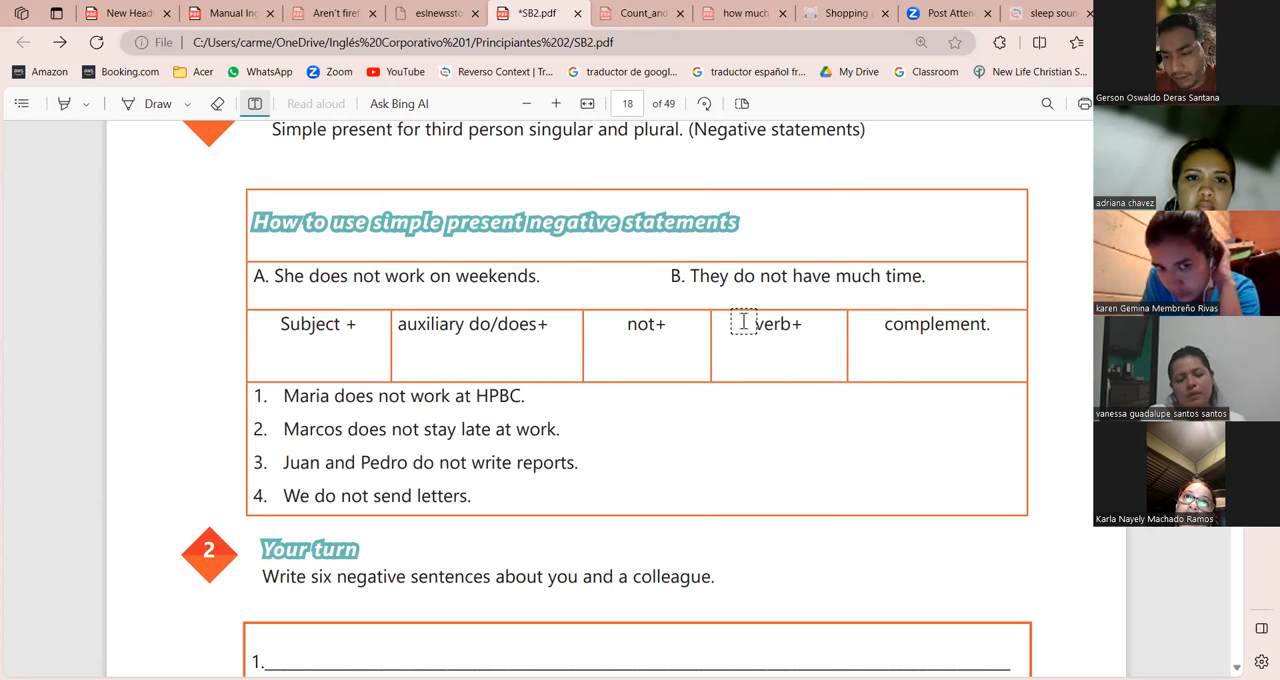 New Head
Manual Ing
Aren't firef
eslnewssto
*SB2.pdf
Count_and
how much
Shopping a
Post Atten
sleep soun
File C:/Users/carme/OneDrive/Inglés%20Corporativo%201/Principiantes%202/SB2.pdf
Amazon
Booking.com
Acer
WhatsApp
Zoom
YouTube
Reverso Context | Tr...
traductor de googl...
traductor español fr...
My Drive
Classroom
New Life Christian S...
Draw
Read aloud
Ask Bing AI
18 of 49
Simple present for third person singular and plural. (Negative statements)
How to use simple present negative statements
A. She does not work on weekends. B. They do not have much time.
Subject + auxiliary do/does+ not+ verb+ complement.
1. Maria does not work at HPBC.
2. Marcos does not stay late at work.
3. Juan and Pedro do not write reports.
4. We do not send letters.
2 Your turn
Write six negative sentences about you and a colleague.
1.
Gerson Oswaldo Deras Santana
adriana chavez
karen Gemina Membreño Rivas
vanessa guadalupe santos santos
Karla Nayely Machado Ramos